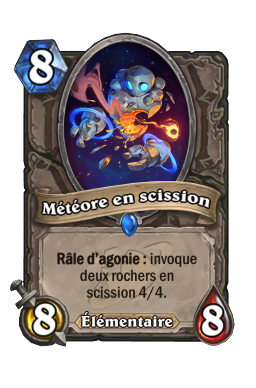 8
Météore en scission
Râle d'agonie : invoque
deux rochers en
scission 4/4.
8
Élémentaire
8